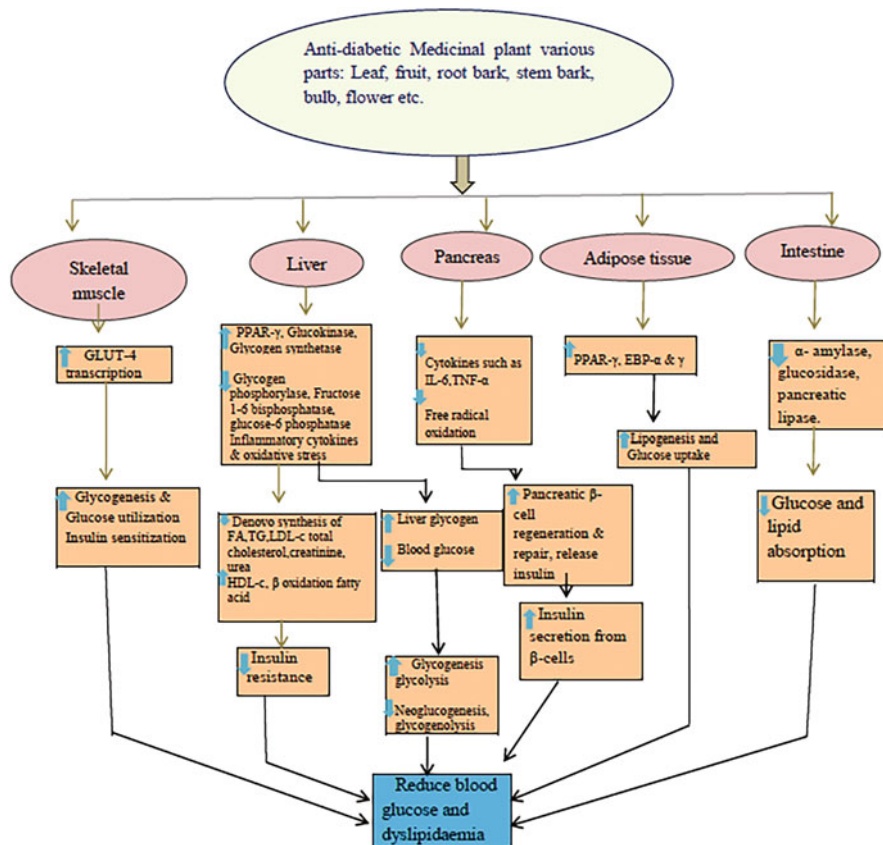 Anti-diabetic Medicinal plant various
parts: Leaf, fruit, root bark, stem bark,
bulb, flower etc.
Skeletal
muscle
Liver
Pancreas
Adipose tissue
Intestine
GLUT-4
transcription
PPAR-γ, Glucokinase,
Glycogen synthetase
Glycogen
phosphorylase, Fructose
1-6 bisphosphatase,
glucose-6 phosphatase
Inflammatory cytokines
& oxidative stress
Cytokines such as
IL-6,TNF-α
Free radical
oxidation
PPAR-γ, EBP-α & γ
α- amylase,
glucosidase,
pancreatic
lipase.
Lipogenesis and
Glucose uptake
Glycogenesis &
Glucose utilization
Insulin sensitization
Denovo synthesis of
FA,TG,LDL-c total
cholesterol,creatinine,
urea
HDL-c, β oxidation fatty
acid
Liver glycogen
Blood glucose
Pancreatic β-
cell
regeneration &
repair, release
insulin
Glucose and
lipid
absorption
Insulin
resistance
Glycogenesis
glycolysis
Neoglucogenesis,
glycogenolysis
Insulin
secretion from
β-cells
Reduce blood
glucose and
dyslipidaemia